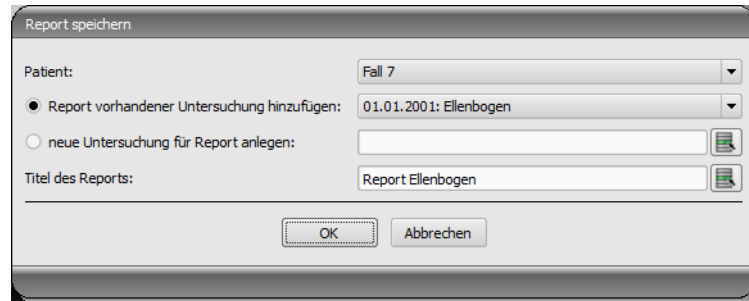 Report speichern
Patient: Fall 7
Report vorhandener Untersuchung hinzufügen: 01.01.2001: Ellenbogen
neue Untersuchung für Report anlegen:
Titel des Reports: Report Ellenbogen
OK Abbrechen